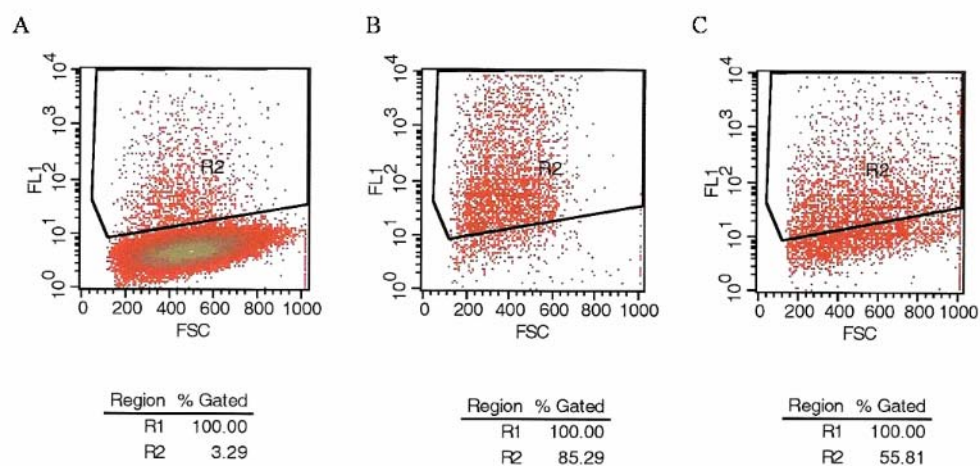 A
B
C
FL1
10^4
10^3
10^2
10^1
10^0
R2
0 200 400 600 800 1000
FSC
FL1
10^4
10^3
10^2
10^1
10^0
R2
0 200 400 600 800 1000
FSC
FL1
10^4
10^3
10^2
10^1
10^0
R2
0 200 400 600 800 1000
FSC
Region % Gated
R1 100.00
R2 3.29
Region % Gated
R1 100.00
R2 85.29
Region % Gated
R1 100.00
R2 55.81